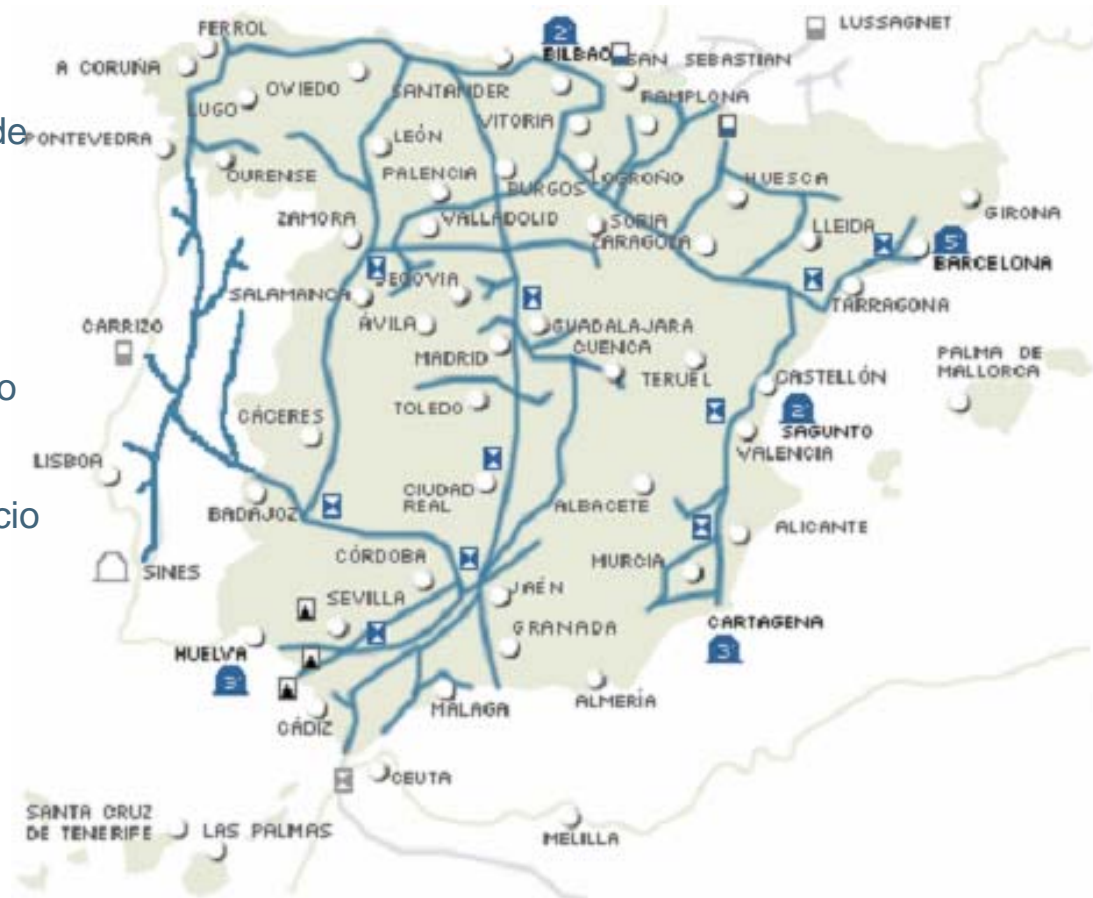 FERROL
LUSSAGNET
2
BILBAO
SAN SEBASTIAN
A CORUÑA
OVIEDO
SANTANDER
PAMPLONA
LUGO
de
PONTEVEDRA
LEÓN
VITORIA
OURENSE
PALENCIA
BURGOS
LOGROÑO
HUESCA
GIRONA
ZAMORA
VALLADOLID
SORIA
ZARAGOZA
LLEIDA
5
BARCELONA
SALAMANCA
SEGOVIA
TARRAGONA
CARRIZO
ÁVILA
GUADALAJARA
MADRID
CUENCA
TERUEL
PALMA DE
MALLORCA
CASTELLÓN
o
TOLEDO
CÁCERES
2
SAGUNTO
VALENCIA
LISBOA
CIUDAD
REAL
ALBACETE
BADAJOZ
cio
ALICANTE
CÓRDOBA
MURCIA
SINES
JAÉN
SEVILLA
GRANADA
CARTAGENA
3
HUELVA
3
MÁLAGA
ALMERÍA
CÁDIZ
CEUTA
SANTA CRUZ
DE TENERIFE
LAS PALMAS
MELILLA